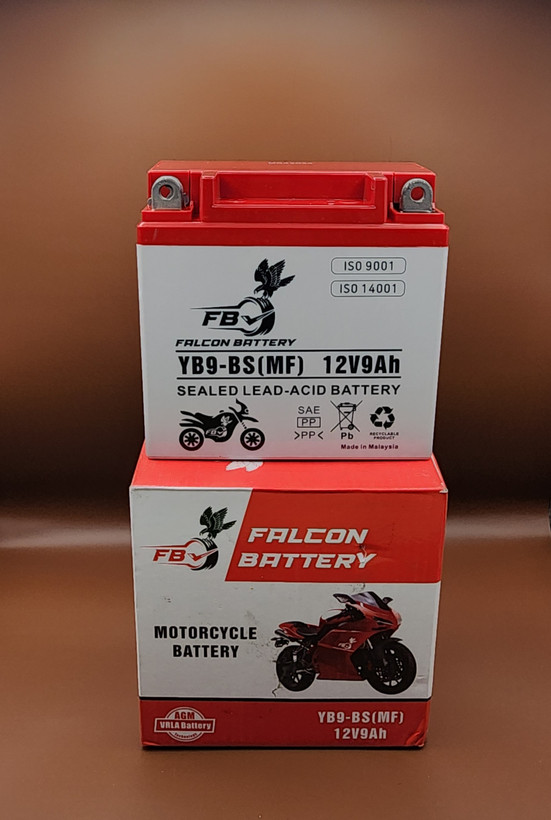 ISO 9001
ISO 14001
FB
FALCON BATTERY
YB9-BS(MF) 12V9Ah
SEALED LEAD-ACID BATTERY
SAE
PP
>PP<
Pb
RECYCLABLE
PRODUCT
Made in Malaysia
FB
FALCON
BATTERY
MOTORCYCLE
BATTERY
AGM
VRLA Battery
YB9-BS(MF)
12V9Ah